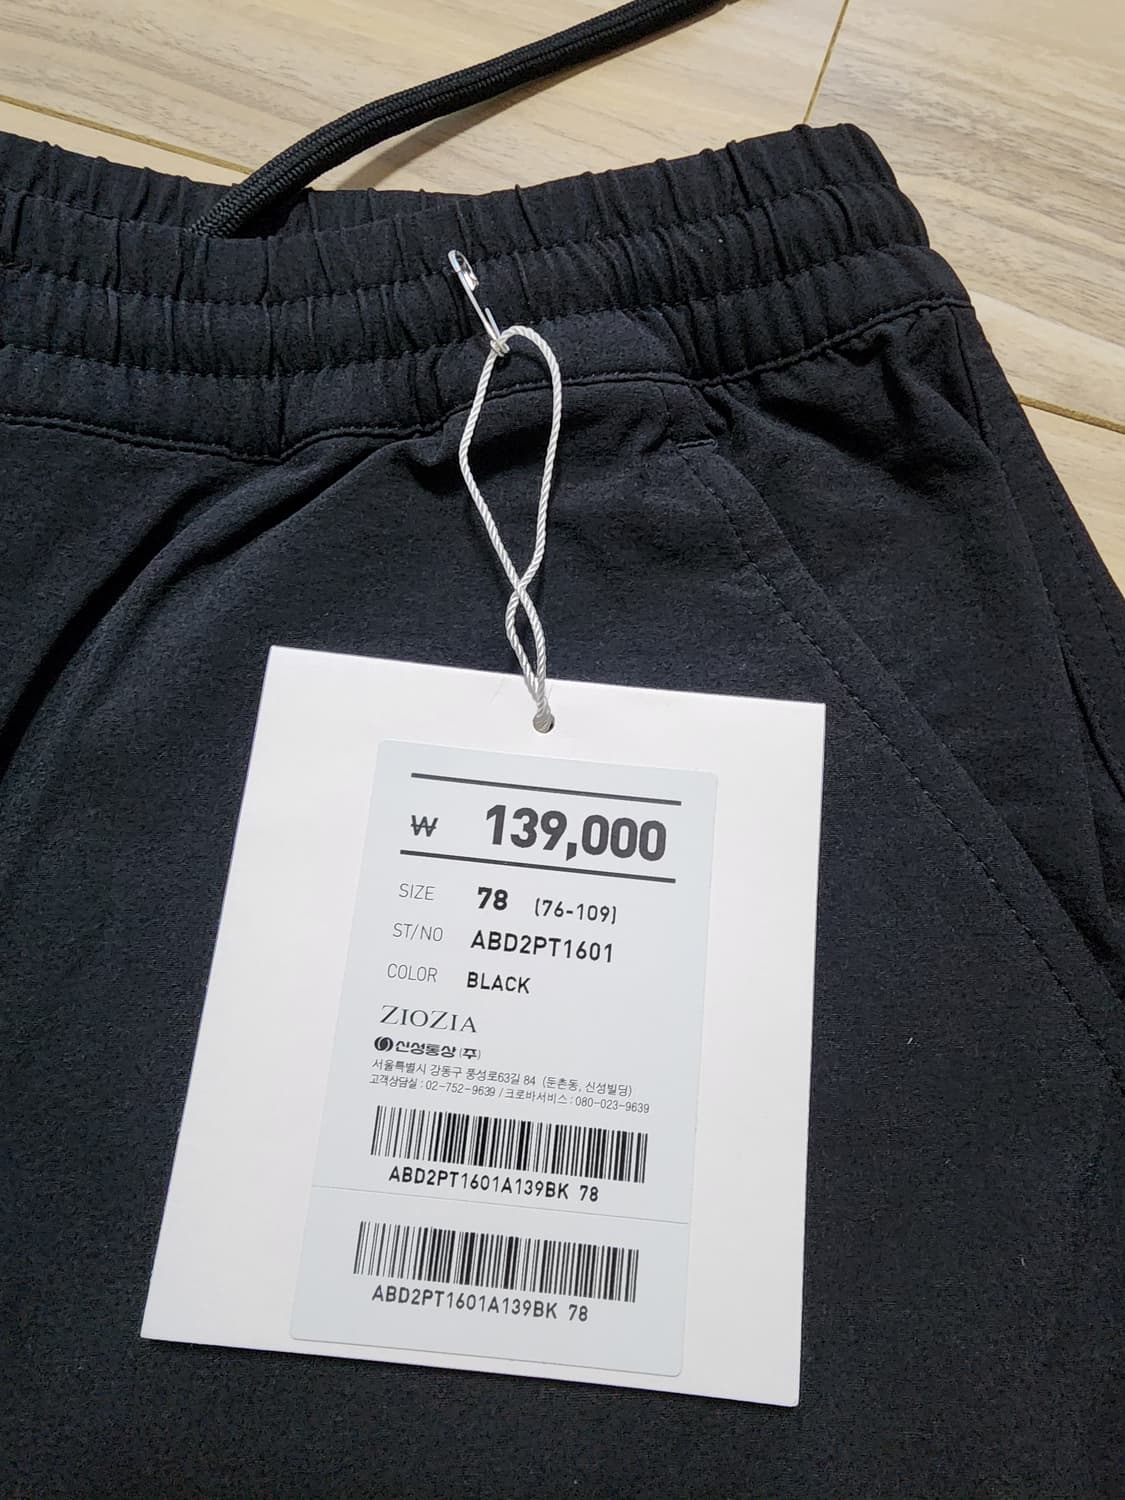 ₩ 139,000
SIZE 78 (76-109)
ST/NO ABD2PT1601
COLOR BLACK
ZIOZIA
신성통상(주)
서울특별시 강동구 풍성로63길 84 (둔촌동, 신성빌딩)
고객상담실 : 02-752-9639 / 크로바서비스 : 080-023-9639
ABD2PT1601A139BK 78
ABD2PT1601A139BK 78